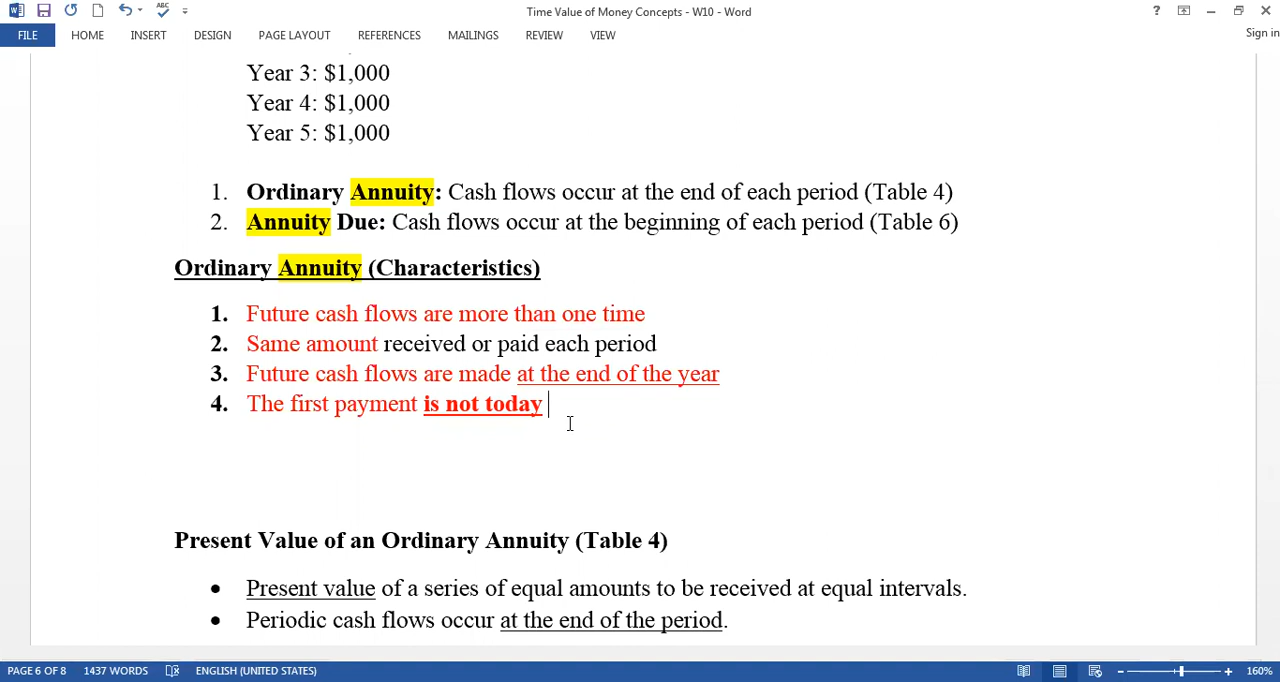 Time Value of Money Concepts - W10 - Word
?
Sign in
FILE HOME INSERT DESIGN PAGE LAYOUT REFERENCES MAILINGS REVIEW VIEW
Year 3: $1,000
Year 4: $1,000
Year 5: $1,000
1. Ordinary Annuity: Cash flows occur at the end of each period (Table 4)
2. Annuity Due: Cash flows occur at the beginning of each period (Table 6)
Ordinary Annuity (Characteristics)
1. Future cash flows are more than one time
2. Same amount received or paid each period
3. Future cash flows are made at the end of the year
4. The first payment is not today
Present Value of an Ordinary Annuity (Table 4)
• Present value of a series of equal amounts to be received at equal intervals.
• Periodic cash flows occur at the end of the period.
PAGE 6 OF 8 1437 WORDS ENGLISH (UNITED STATES) 160%